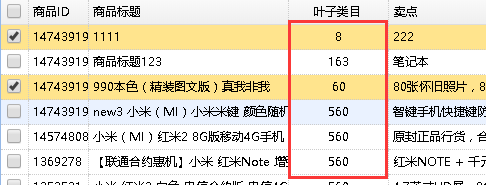 商品ID 商品标题 叶子类目 卖点
14743919 1111 8 222
14743919 商品标题123 163 笔记本
14743919 990本色（精装图文版）真我非我 60 80张怀旧照片，8
14743919 new3 小米（MI）小米米键 颜色随机 560 智键手机快捷键防
14574808 小米（MI）红米2 8G版移动4G手机 560 原封正品行货，合
1369278 【联通合约惠机】小米 红米Note 增 560 红米NOTE + 千元